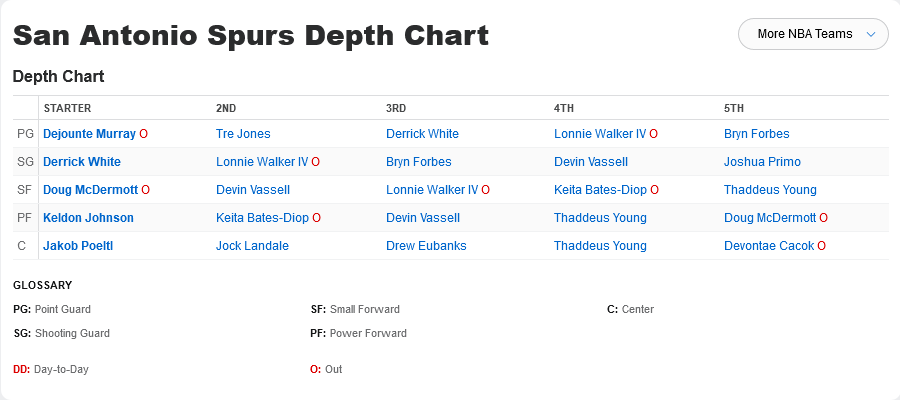 San Antonio Spurs Depth Chart
More NBA Teams
Depth Chart
STARTER 2ND 3RD 4TH 5TH
PG Dejounte Murray O Tre Jones Derrick White Lonnie Walker IV O Bryn Forbes
SG Derrick White Lonnie Walker IV O Bryn Forbes Devin Vassell Joshua Primo
SF Doug McDermott O Devin Vassell Lonnie Walker IV O Keita Bates-Diop O Thaddeus Young
PF Keldon Johnson Keita Bates-Diop O Devin Vassell Thaddeus Young Doug McDermott O
C Jakob Poeltl Jock Landale Drew Eubanks Thaddeus Young Devontae Cacok O
GLOSSARY
PG: Point Guard SF: Small Forward C: Center
SG: Shooting Guard PF: Power Forward
DD: Day-to-Day O: Out